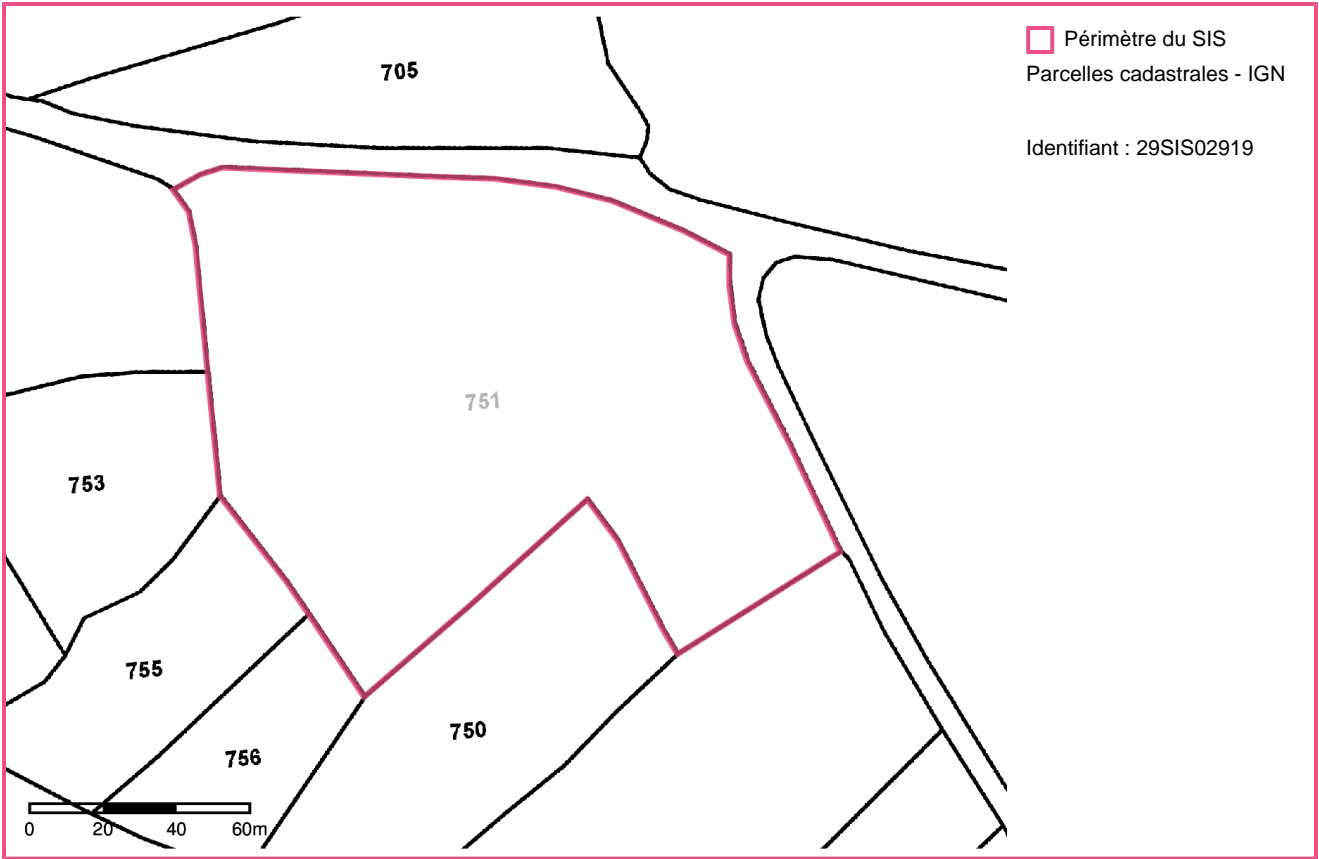 Périmètre du SIS
Parcelles cadastrales - IGN
Identifiant : 29SIS02919
705
751
753
755
750
756
0 20 40 60m